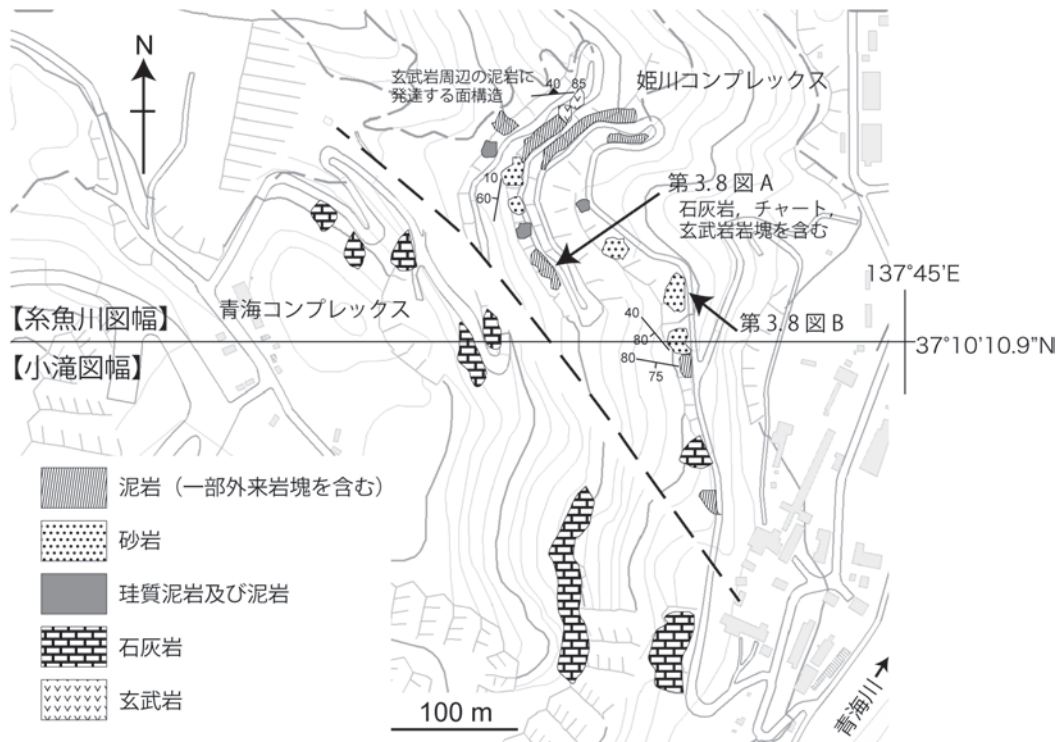 N
玄武岩周辺の泥岩に
発達する面構造
40
85
姫川コンプレックス
10
60
第 3.8 図 A
石灰岩，チャート，
玄武岩岩塊を含む
137°45'E
青海コンプレックス
【糸魚川図幅】
40
第 3.8 図 B
80
37°10'10.9"N
【小滝図幅】
80
75
泥岩（一部外来岩塊を含む）
砂岩
珪質泥岩及び泥岩
石灰岩
玄武岩
100 m
青海川